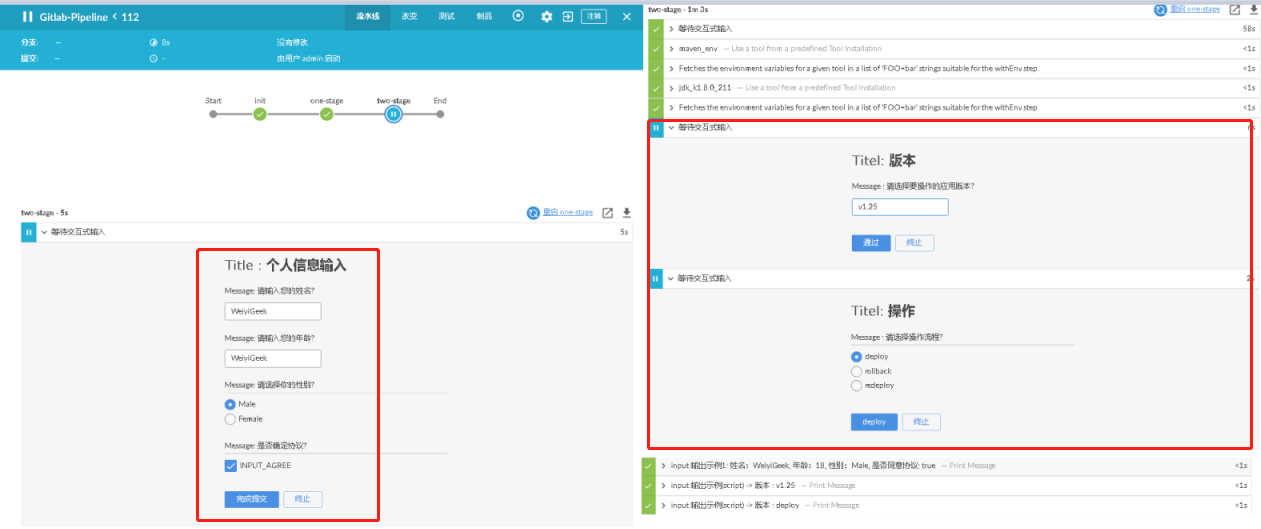 Gitlab-Pipeline < 112
流水线 改变 测试 制品 注销
分支: — 8s 没有修改
提交: — - 由用户 admin 启动
Start init one-stage two-stage End
two-stage - 5s 重启 one-stage
等待交互式输入 5s
Title : 个人信息输入
Message: 请输入您的姓名?
WeiyiGeek
Message: 请输入您的年龄?
WeiyiGeek
Message: 请选择你的性别?
Male
Female
Message: 是否确定协议?
INPUT_AGREE
完成提交 终止
two-stage - 1m 3s 重启 one-stage
等待交互式输入 58s
maven_env — Use a tool from a predefined Tool Installation <1s
Fetches the environment variables for a given tool in a list of 'FOO=bar' strings suitable for the withEnv step. <1s
jdk_k1.8.0_211 — Use a tool from a predefined Tool Installation <1s
Fetches the environment variables for a given tool in a list of 'FOO=bar' strings suitable for the withEnv step. <1s
等待交互式输入
Titel: 版本
Message : 请选择要操作的应用版本?
v1.25
通过 终止
等待交互式输入
Titel: 操作
Message : 请选择操作流程?
deploy
rollback
redeploy
deploy 终止
input 输出示例1: 姓名：WeiyiGeek, 年龄：18, 性别：Male, 是否同意协议: true — Print Message <1s
input 输出示例(script) -> 版本 : v1.25 — Print Message <1s
input 输出示例(script) -> 版本 : deploy — Print Message <1s